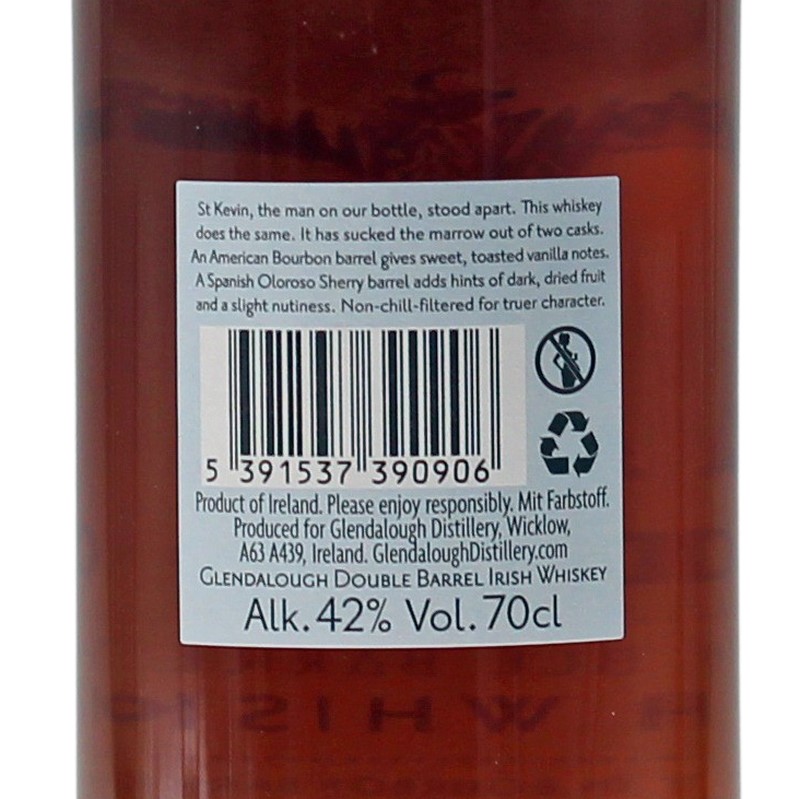 St Kevin, the man on our bottle, stood apart. This whiskey
does the same. It has sucked the marrow out of two casks.
An American Bourbon barrel gives sweet, toasted vanilla notes.
A Spanish Oloroso Sherry barrel adds hints of dark, dried fruit
and a slight nutiness. Non-chill-filtered for truer character.
5 391537 390906
Product of Ireland. Please enjoy responsibly. Mit Farbstoff.
Produced for Glendalough Distillery, Wicklow,
A63 A439, Ireland. GlendaloughDistillery.com
GLENDALOUGH DOUBLE BARREL IRISH WHISKEY
Alk. 42% Vol. 70cl